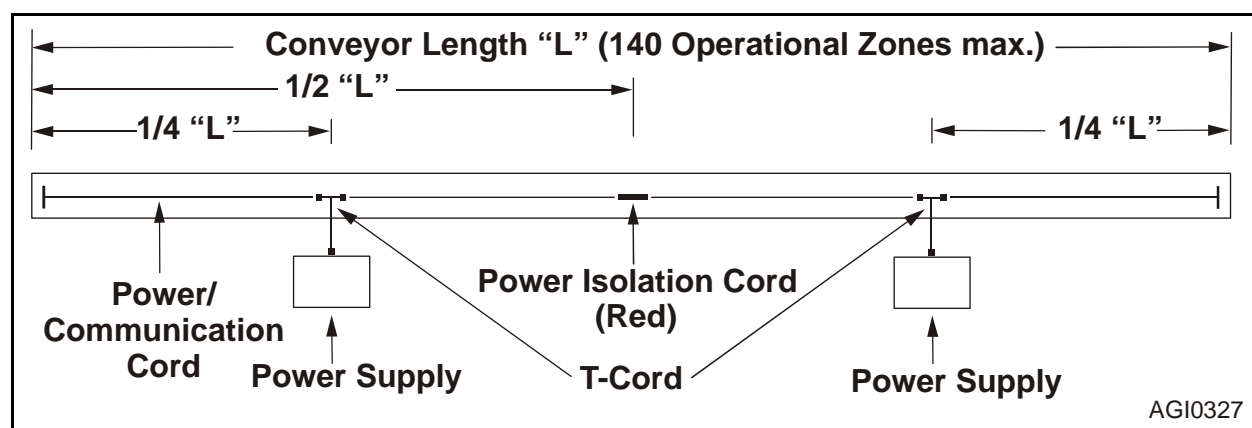 Conveyor Length “L” (140 Operational Zones max.)
1/2 “L”
1/4 “L”
1/4 “L”
Power/
Communication
Cord
Power Supply
Power Isolation Cord
(Red)
T-Cord
Power Supply
AGI0327